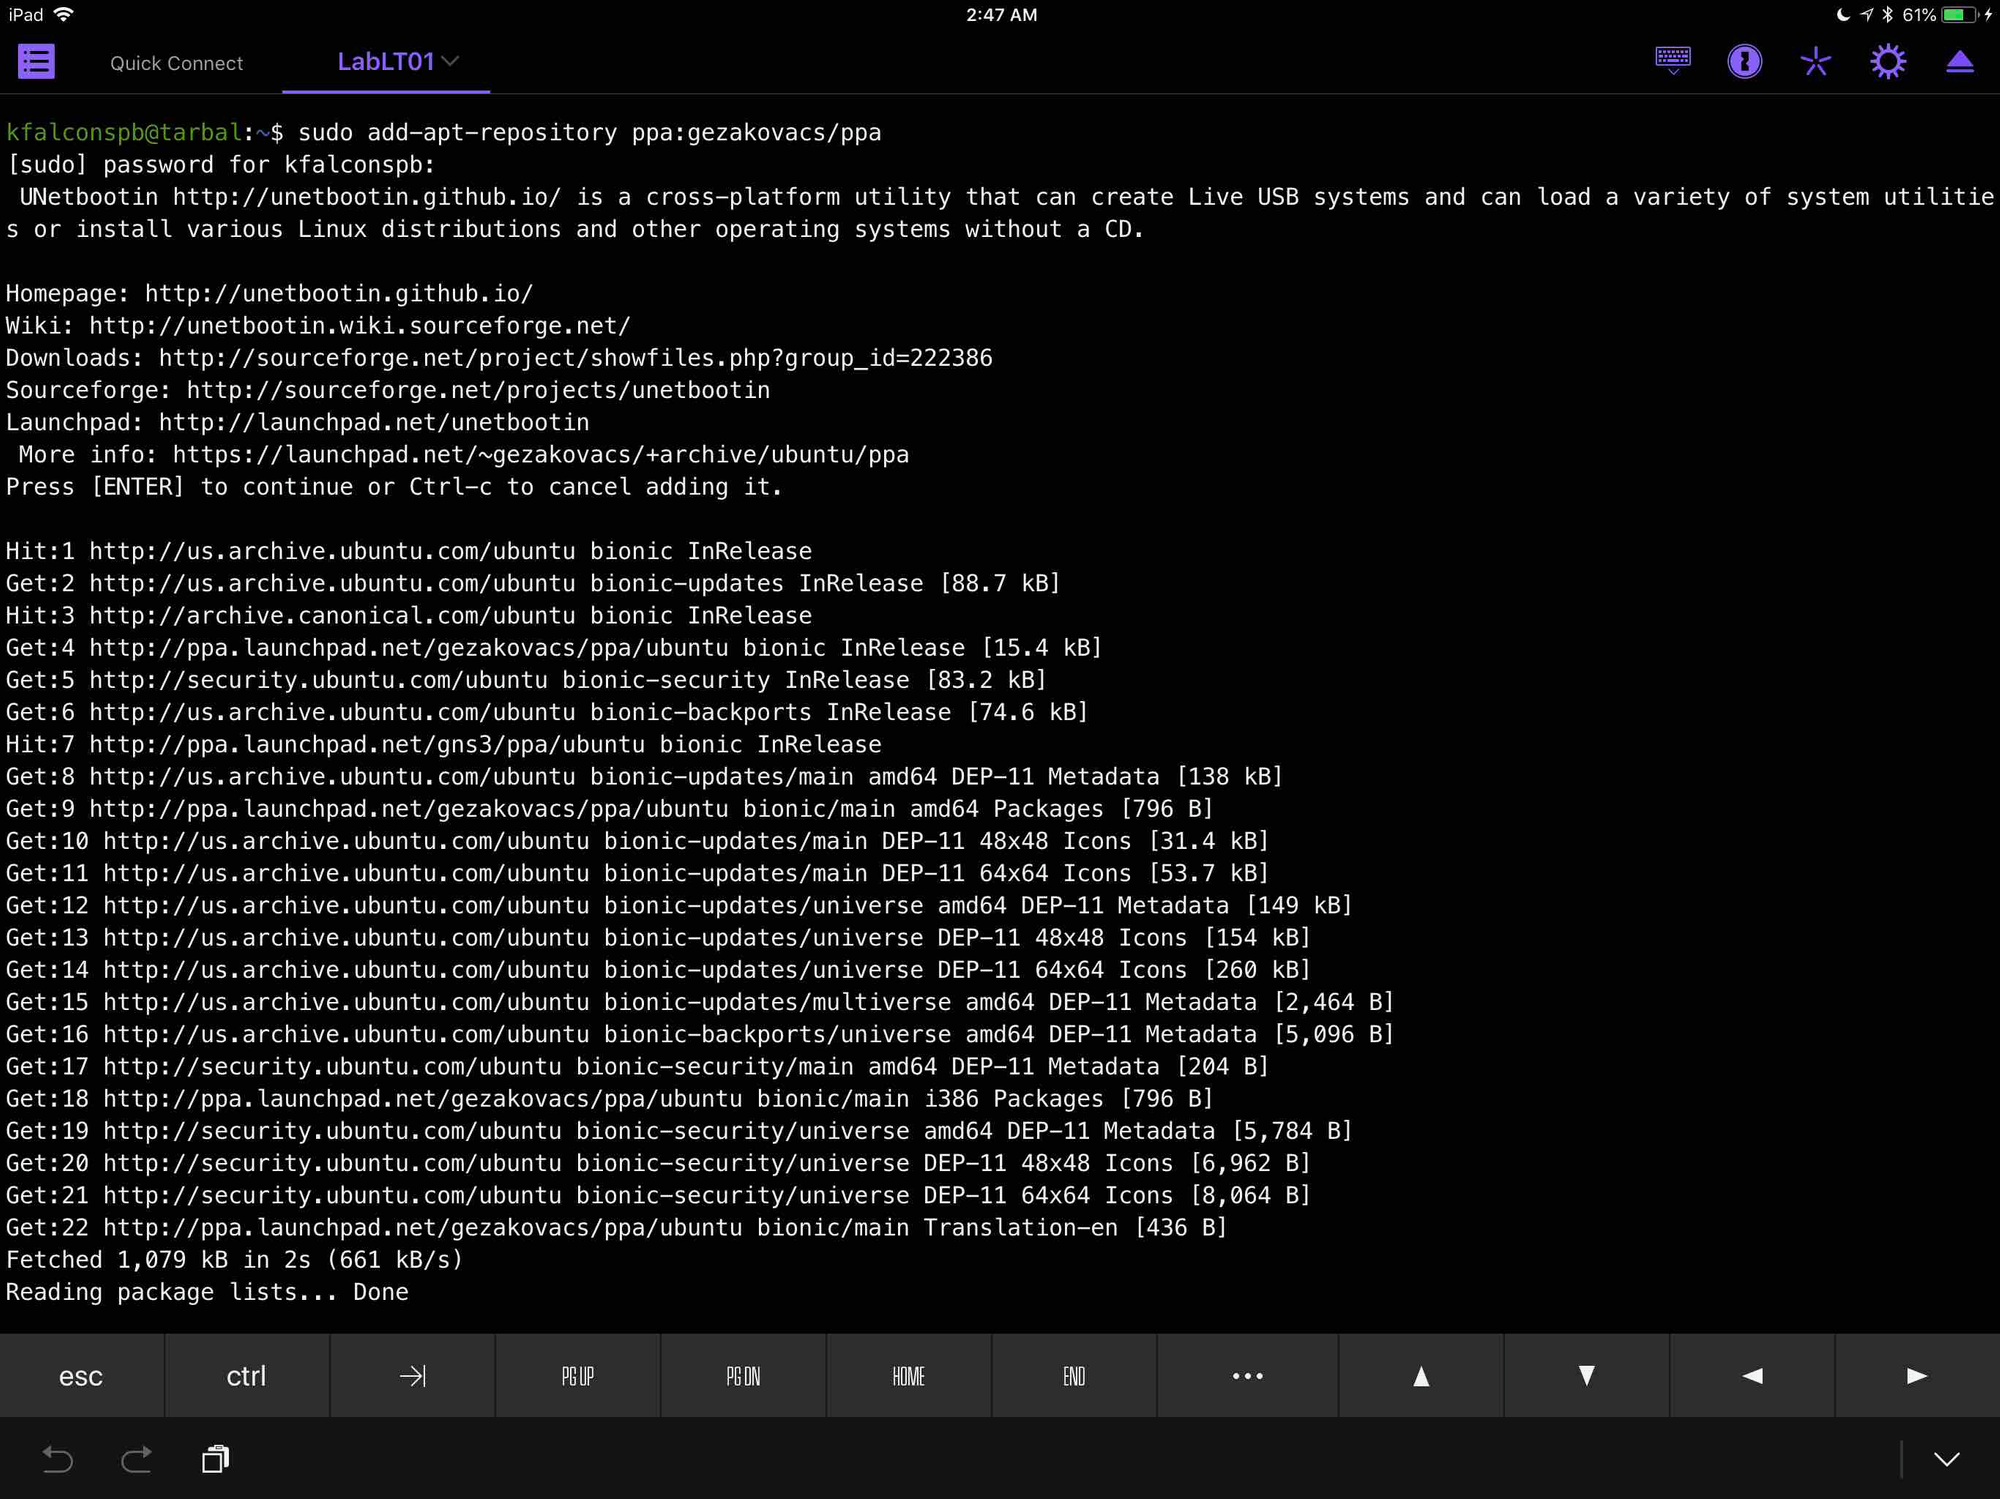 iPad 2:47 AM 61%
Quick Connect LabLT01
kfalconspb@tarbal:~$ sudo add-apt-repository ppa:gezakovacs/ppa
[sudo] password for kfalconspb:
 UNetbootin http://unetbootin.github.io/ is a cross-platform utility that can create Live USB systems and can load a variety of system utilitie
s or install various Linux distributions and other operating systems without a CD.
Homepage: http://unetbootin.github.io/
Wiki: http://unetbootin.wiki.sourceforge.net/
Downloads: http://sourceforge.net/project/showfiles.php?group_id=222386
Sourceforge: http://sourceforge.net/projects/unetbootin
Launchpad: http://launchpad.net/unetbootin
 More info: https://launchpad.net/~gezakovacs/+archive/ubuntu/ppa
Press [ENTER] to continue or Ctrl-c to cancel adding it.
Hit:1 http://us.archive.ubuntu.com/ubuntu bionic InRelease
Get:2 http://us.archive.ubuntu.com/ubuntu bionic-updates InRelease [88.7 kB]
Hit:3 http://archive.canonical.com/ubuntu bionic InRelease
Get:4 http://ppa.launchpad.net/gezakovacs/ppa/ubuntu bionic InRelease [15.4 kB]
Get:5 http://security.ubuntu.com/ubuntu bionic-security InRelease [83.2 kB]
Get:6 http://us.archive.ubuntu.com/ubuntu bionic-backports InRelease [74.6 kB]
Hit:7 http://ppa.launchpad.net/gns3/ppa/ubuntu bionic InRelease
Get:8 http://us.archive.ubuntu.com/ubuntu bionic-updates/main amd64 DEP-11 Metadata [138 kB]
Get:9 http://ppa.launchpad.net/gezakovacs/ppa/ubuntu bionic/main amd64 Packages [796 B]
Get:10 http://us.archive.ubuntu.com/ubuntu bionic-updates/main DEP-11 48x48 Icons [31.4 kB]
Get:11 http://us.archive.ubuntu.com/ubuntu bionic-updates/main DEP-11 64x64 Icons [53.7 kB]
Get:12 http://us.archive.ubuntu.com/ubuntu bionic-updates/universe amd64 DEP-11 Metadata [149 kB]
Get:13 http://us.archive.ubuntu.com/ubuntu bionic-updates/universe DEP-11 48x48 Icons [154 kB]
Get:14 http://us.archive.ubuntu.com/ubuntu bionic-updates/universe DEP-11 64x64 Icons [260 kB]
Get:15 http://us.archive.ubuntu.com/ubuntu bionic-updates/multiverse amd64 DEP-11 Metadata [2,464 B]
Get:16 http://us.archive.ubuntu.com/ubuntu bionic-backports/universe amd64 DEP-11 Metadata [5,096 B]
Get:17 http://security.ubuntu.com/ubuntu bionic-security/main amd64 DEP-11 Metadata [204 B]
Get:18 http://ppa.launchpad.net/gezakovacs/ppa/ubuntu bionic/main i386 Packages [796 B]
Get:19 http://security.ubuntu.com/ubuntu bionic-security/universe amd64 DEP-11 Metadata [5,784 B]
Get:20 http://security.ubuntu.com/ubuntu bionic-security/universe DEP-11 48x48 Icons [6,962 B]
Get:21 http://security.ubuntu.com/ubuntu bionic-security/universe DEP-11 64x64 Icons [8,064 B]
Get:22 http://ppa.launchpad.net/gezakovacs/ppa/ubuntu bionic/main Translation-en [436 B]
Fetched 1,079 kB in 2s (661 kB/s)
Reading package lists... Done
esc ctrl PG UP PG DN HOME END •••